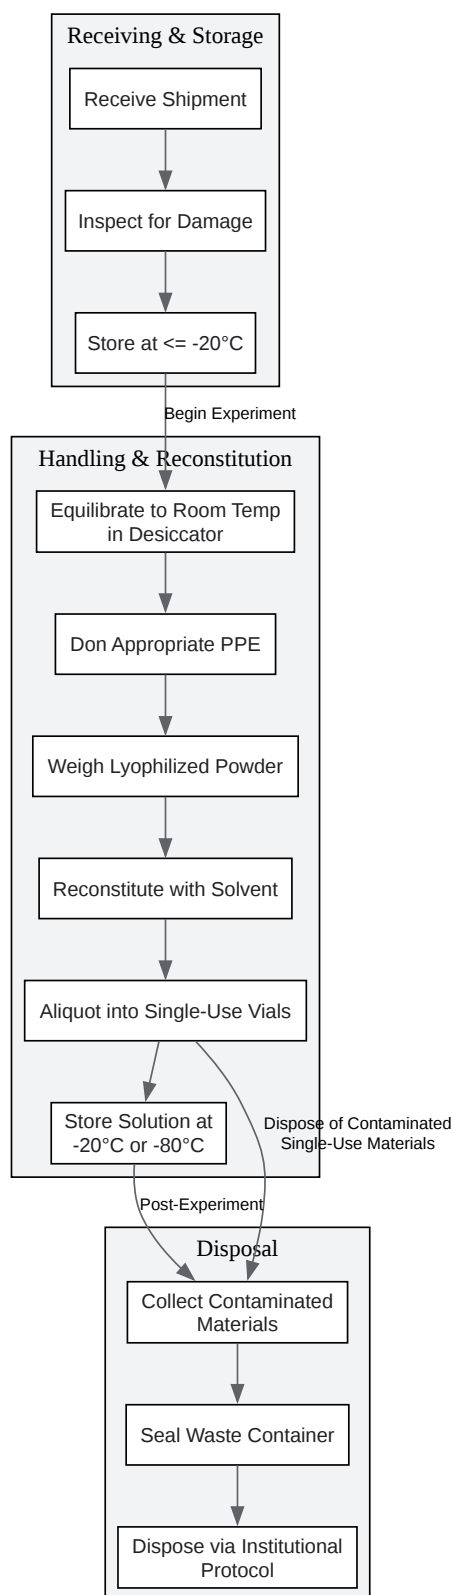 Receiving & Storage
Receive Shipment
Inspect for Damage
Store at <= -20°C
Begin Experiment
Handling & Reconstitution
Equilibrate to Room Temp
in Desiccator
Don Appropriate PPE
Weigh Lyophilized Powder
Reconstitute with Solvent
Aliquot into Single-Use Vials
Store Solution at
-20°C or -80°C
Dispose of Contaminated
Single-Use Materials
Post-Experiment
Disposal
Collect Contaminated
Materials
Seal Waste Container
Dispose via Institutional
Protocol